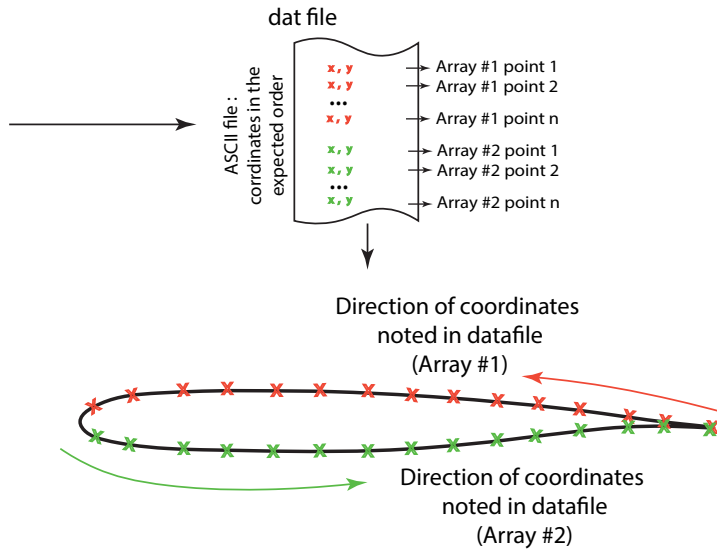 dat file
ASCII file :
corrdinates in the
expected order
x, y
x, y
...
x, y
x, y
x, y
...
x, y
Array #1 point 1
Array #1 point 2
Array #1 point n
Array #2 point 1
Array #2 point 2
Array #2 point n
Direction of coordinates
noted in datafile
(Array #1)
Direction of coordinates
noted in datafile
(Array #2)